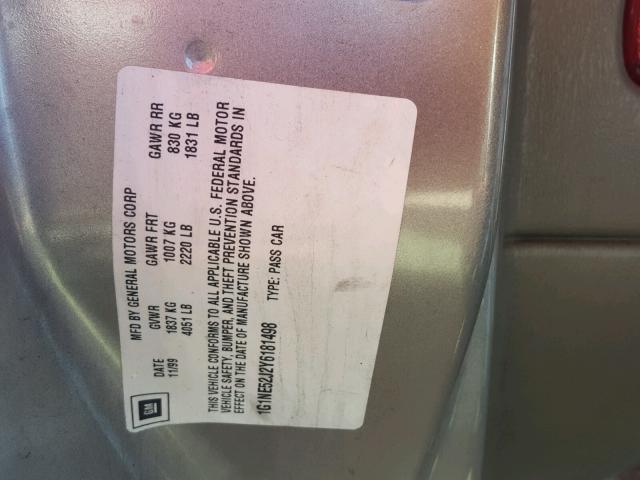 MFD BY GENERAL MOTORS CORP
DATE GVWR GAWR FRT GAWR RR
11/99 1837 KG 1007 KG 830 KG
4051 LB 2220 LB 1831 LB
THIS VEHICLE CONFORMS TO ALL APPLICABLE U.S. FEDERAL MOTOR
VEHICLE SAFETY, BUMPER, AND THEFT PREVENTION STANDARDS IN
EFFECT ON THE DATE OF MANUFACTURE SHOWN ABOVE.
1G1NE52J2Y6181498 TYPE: PASS CAR
GM